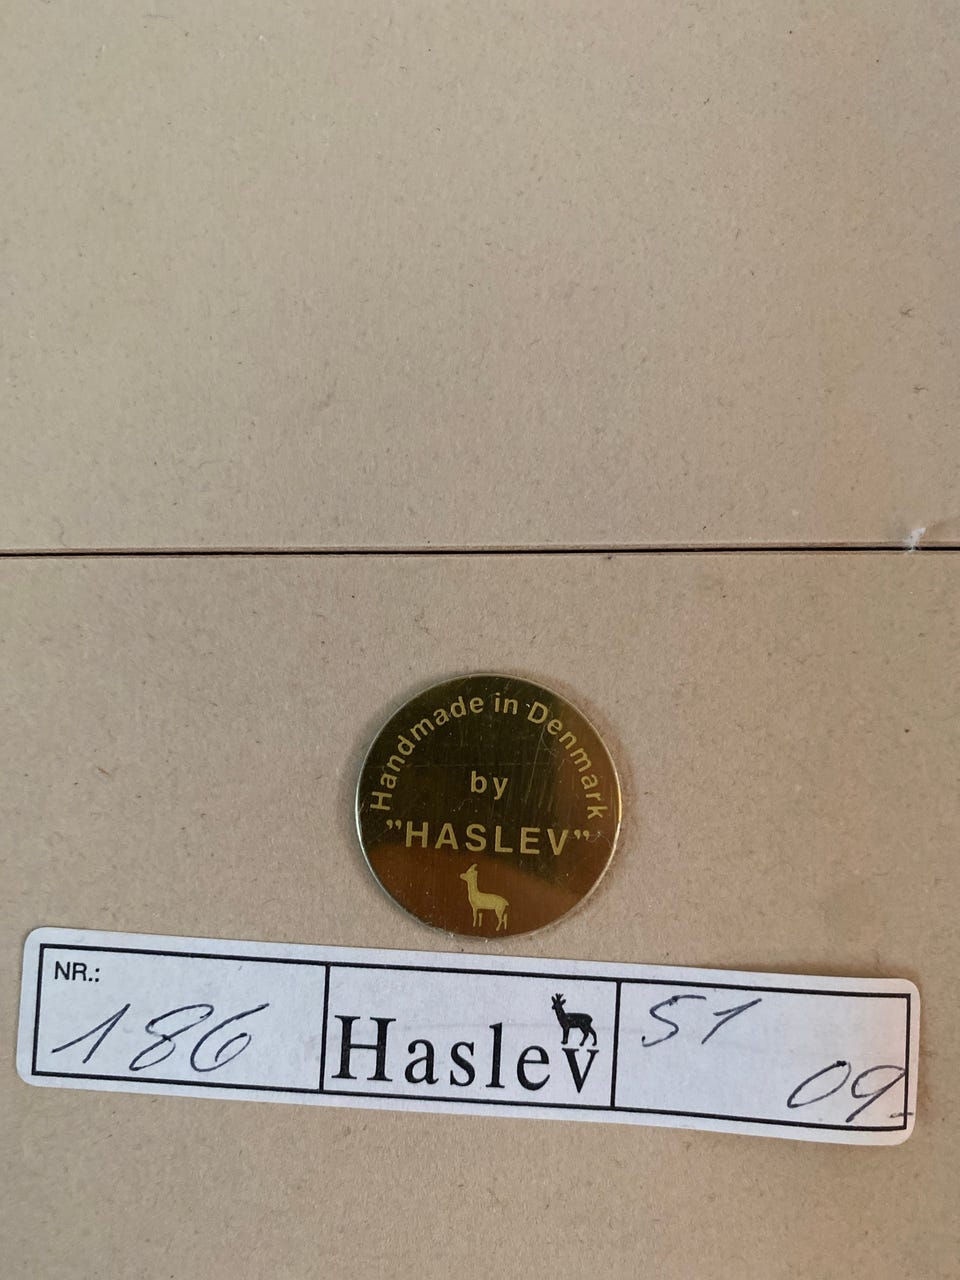 Handmade in Denmark
by
”HASLEV”
NR.:
186
Haslev
51
09-